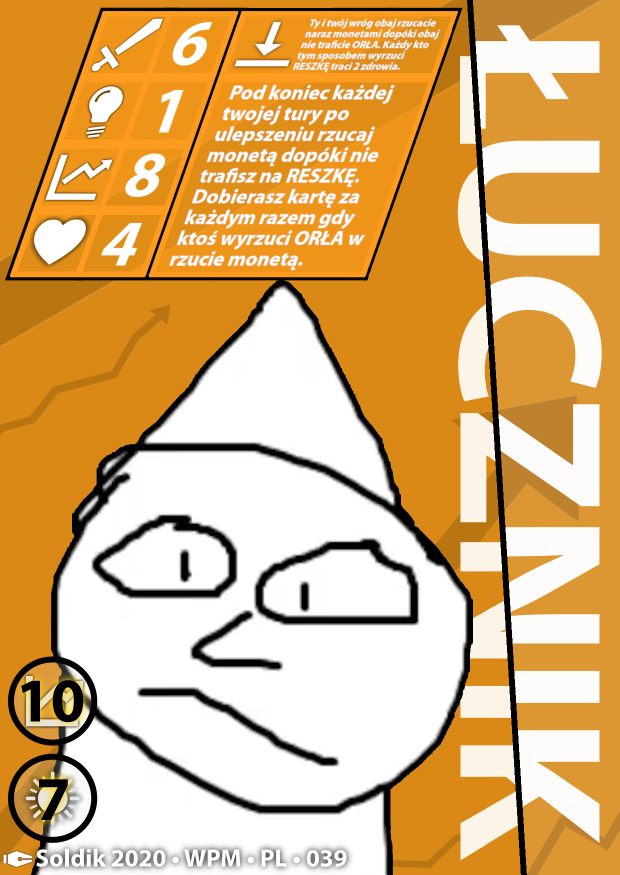 6
1
8
4
Ty i twój wróg obaj rzucacie
naraz monetami dopóki obaj
nie traficie ORŁA. Każdy kto
tym sposobem wyrzuci
RESZKĘ traci 2 zdrowia.
Pod koniec każdej
twojej tury po
ulepszeniu rzucaj
monetą dopóki nie
trafisz na RESZKĘ.
Dobierasz kartę za
każdym razem gdy
ktoś wyrzuci ORŁA w
rzucie monetą.
ŁUCZNIK
10
7
Soldik 2020 • WPM • PL • 039